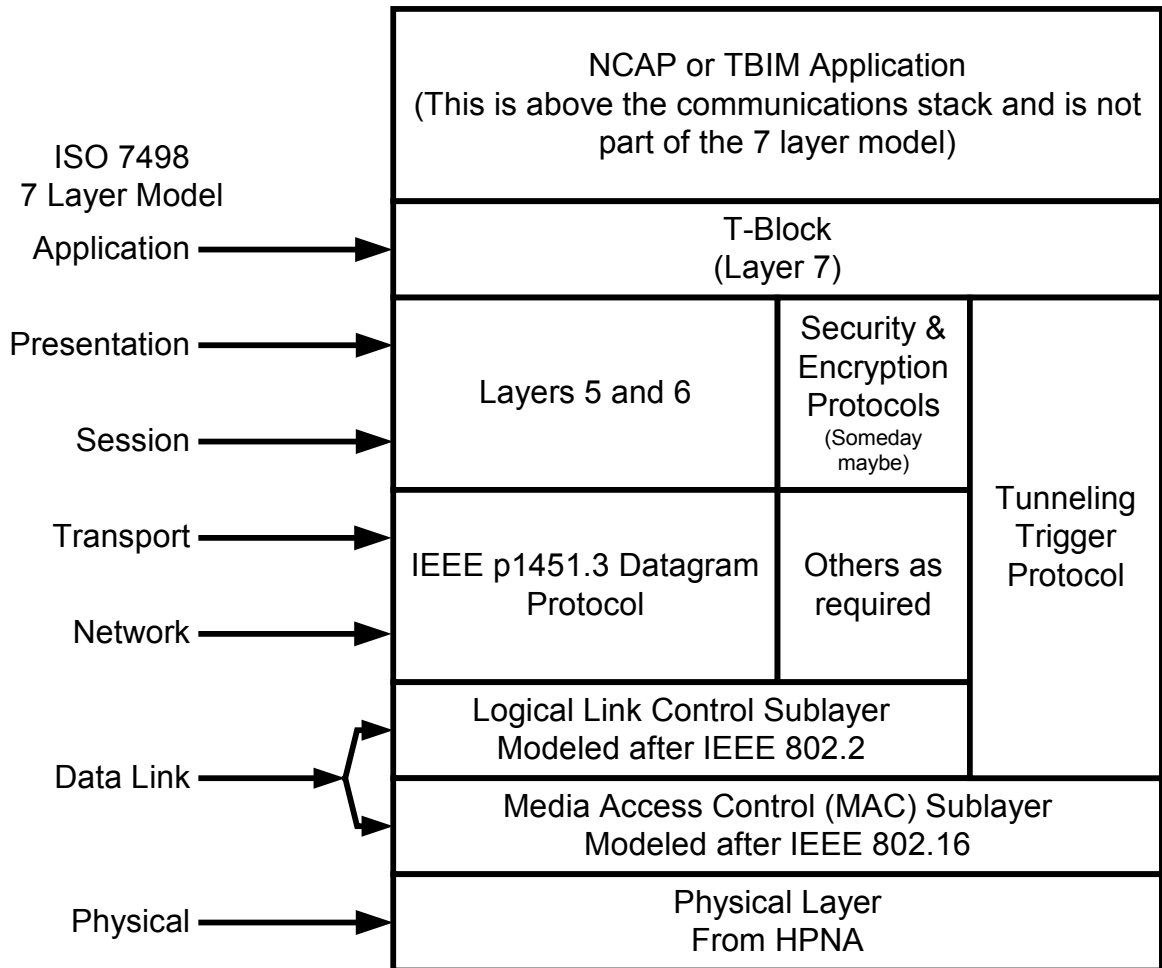 NCAP or TBIM Application
(This is above the communications stack and is not
part of the 7 layer model)
ISO 7498
7 Layer Model
Application
T-Block
(Layer 7)
Presentation
Session
Layers 5 and 6
Security &
Encryption
Protocols
(Someday
maybe)
Tunneling
Trigger
Protocol
Transport
Network
IEEE p1451.3 Datagram
Protocol
Others as
required
Data Link
Logical Link Control Sublayer
Modeled after IEEE 802.2
Media Access Control (MAC) Sublayer
Modeled after IEEE 802.16
Physical
Physical Layer
From HPNA